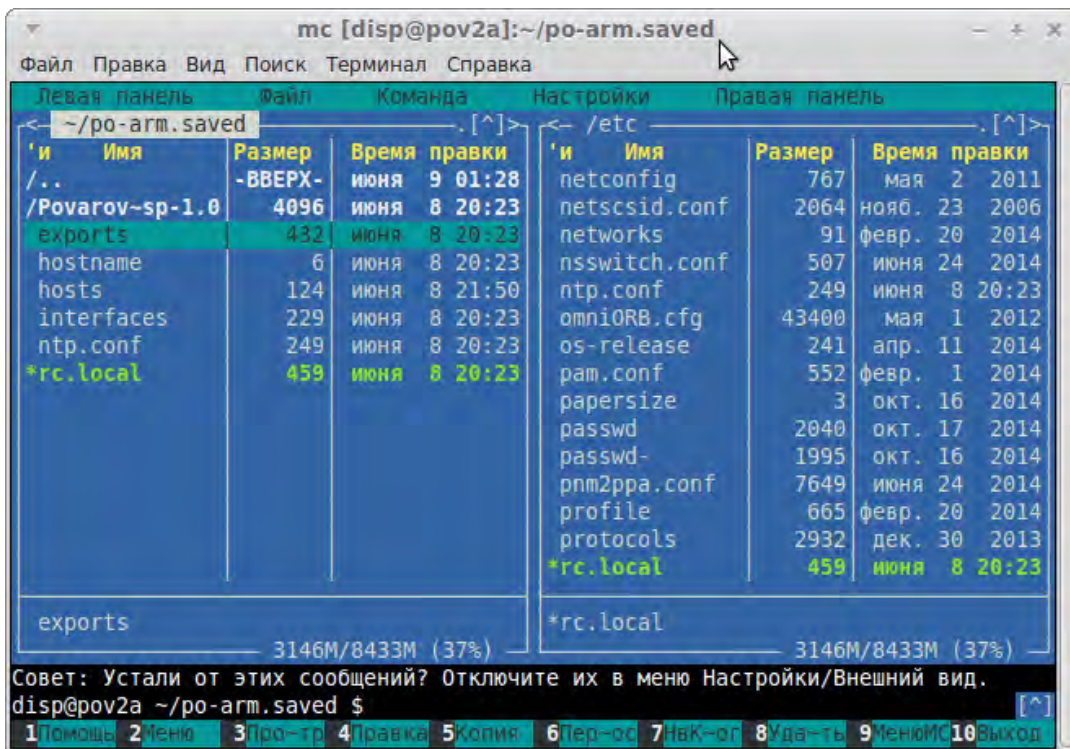 mc [disp@pov2a]:~/po-arm.saved
Файл Правка Вид Поиск Терминал Справка
Левая панель Файл Команда Настройки Правая панель
<— ~/po-arm.saved .[^]> <— /etc .[^]>
'и Имя Размер Время правки 'и Имя Размер Время правки
/.. -ВВЕРХ- июня 9 01:28 netconfig 767 мая 2 2011
/Povarov~sp-1.0 4096 июня 8 20:23 netscsid.conf 2064 нояб. 23 2006
exports 432 июня 8 20:23 networks 91 февр. 20 2014
hostname 6 июня 8 20:23 nsswitch.conf 507 июня 24 2014
hosts 124 июня 8 21:50 ntp.conf 249 июня 8 20:23
interfaces 229 июня 8 20:23 omniORB.cfg 43400 мая 1 2012
ntp.conf 249 июня 8 20:23 os-release 241 апр. 11 2014
*rc.local 459 июня 8 20:23 pam.conf 552 февр. 1 2014
papersize 3 окт. 16 2014
passwd 2040 окт. 17 2014
passwd- 1995 окт. 16 2014
pnm2ppa.conf 7649 июня 24 2014
profile 665 февр. 20 2014
protocols 2932 дек. 30 2013
*rc.local 459 июня 8 20:23
exports *rc.local
3146M/8433M (37%) 3146M/8433M (37%)
Совет: Устали от этих сообщений? Отключите их в меню Настройки/Внешний вид.
disp@pov2a ~/po-arm.saved $ [^]
1Помощь 2Меню 3Про~тр 4Правка 5Копия 6Пер~ос 7НвК~ог 8Уда~ть 9МенюМС 10Выход